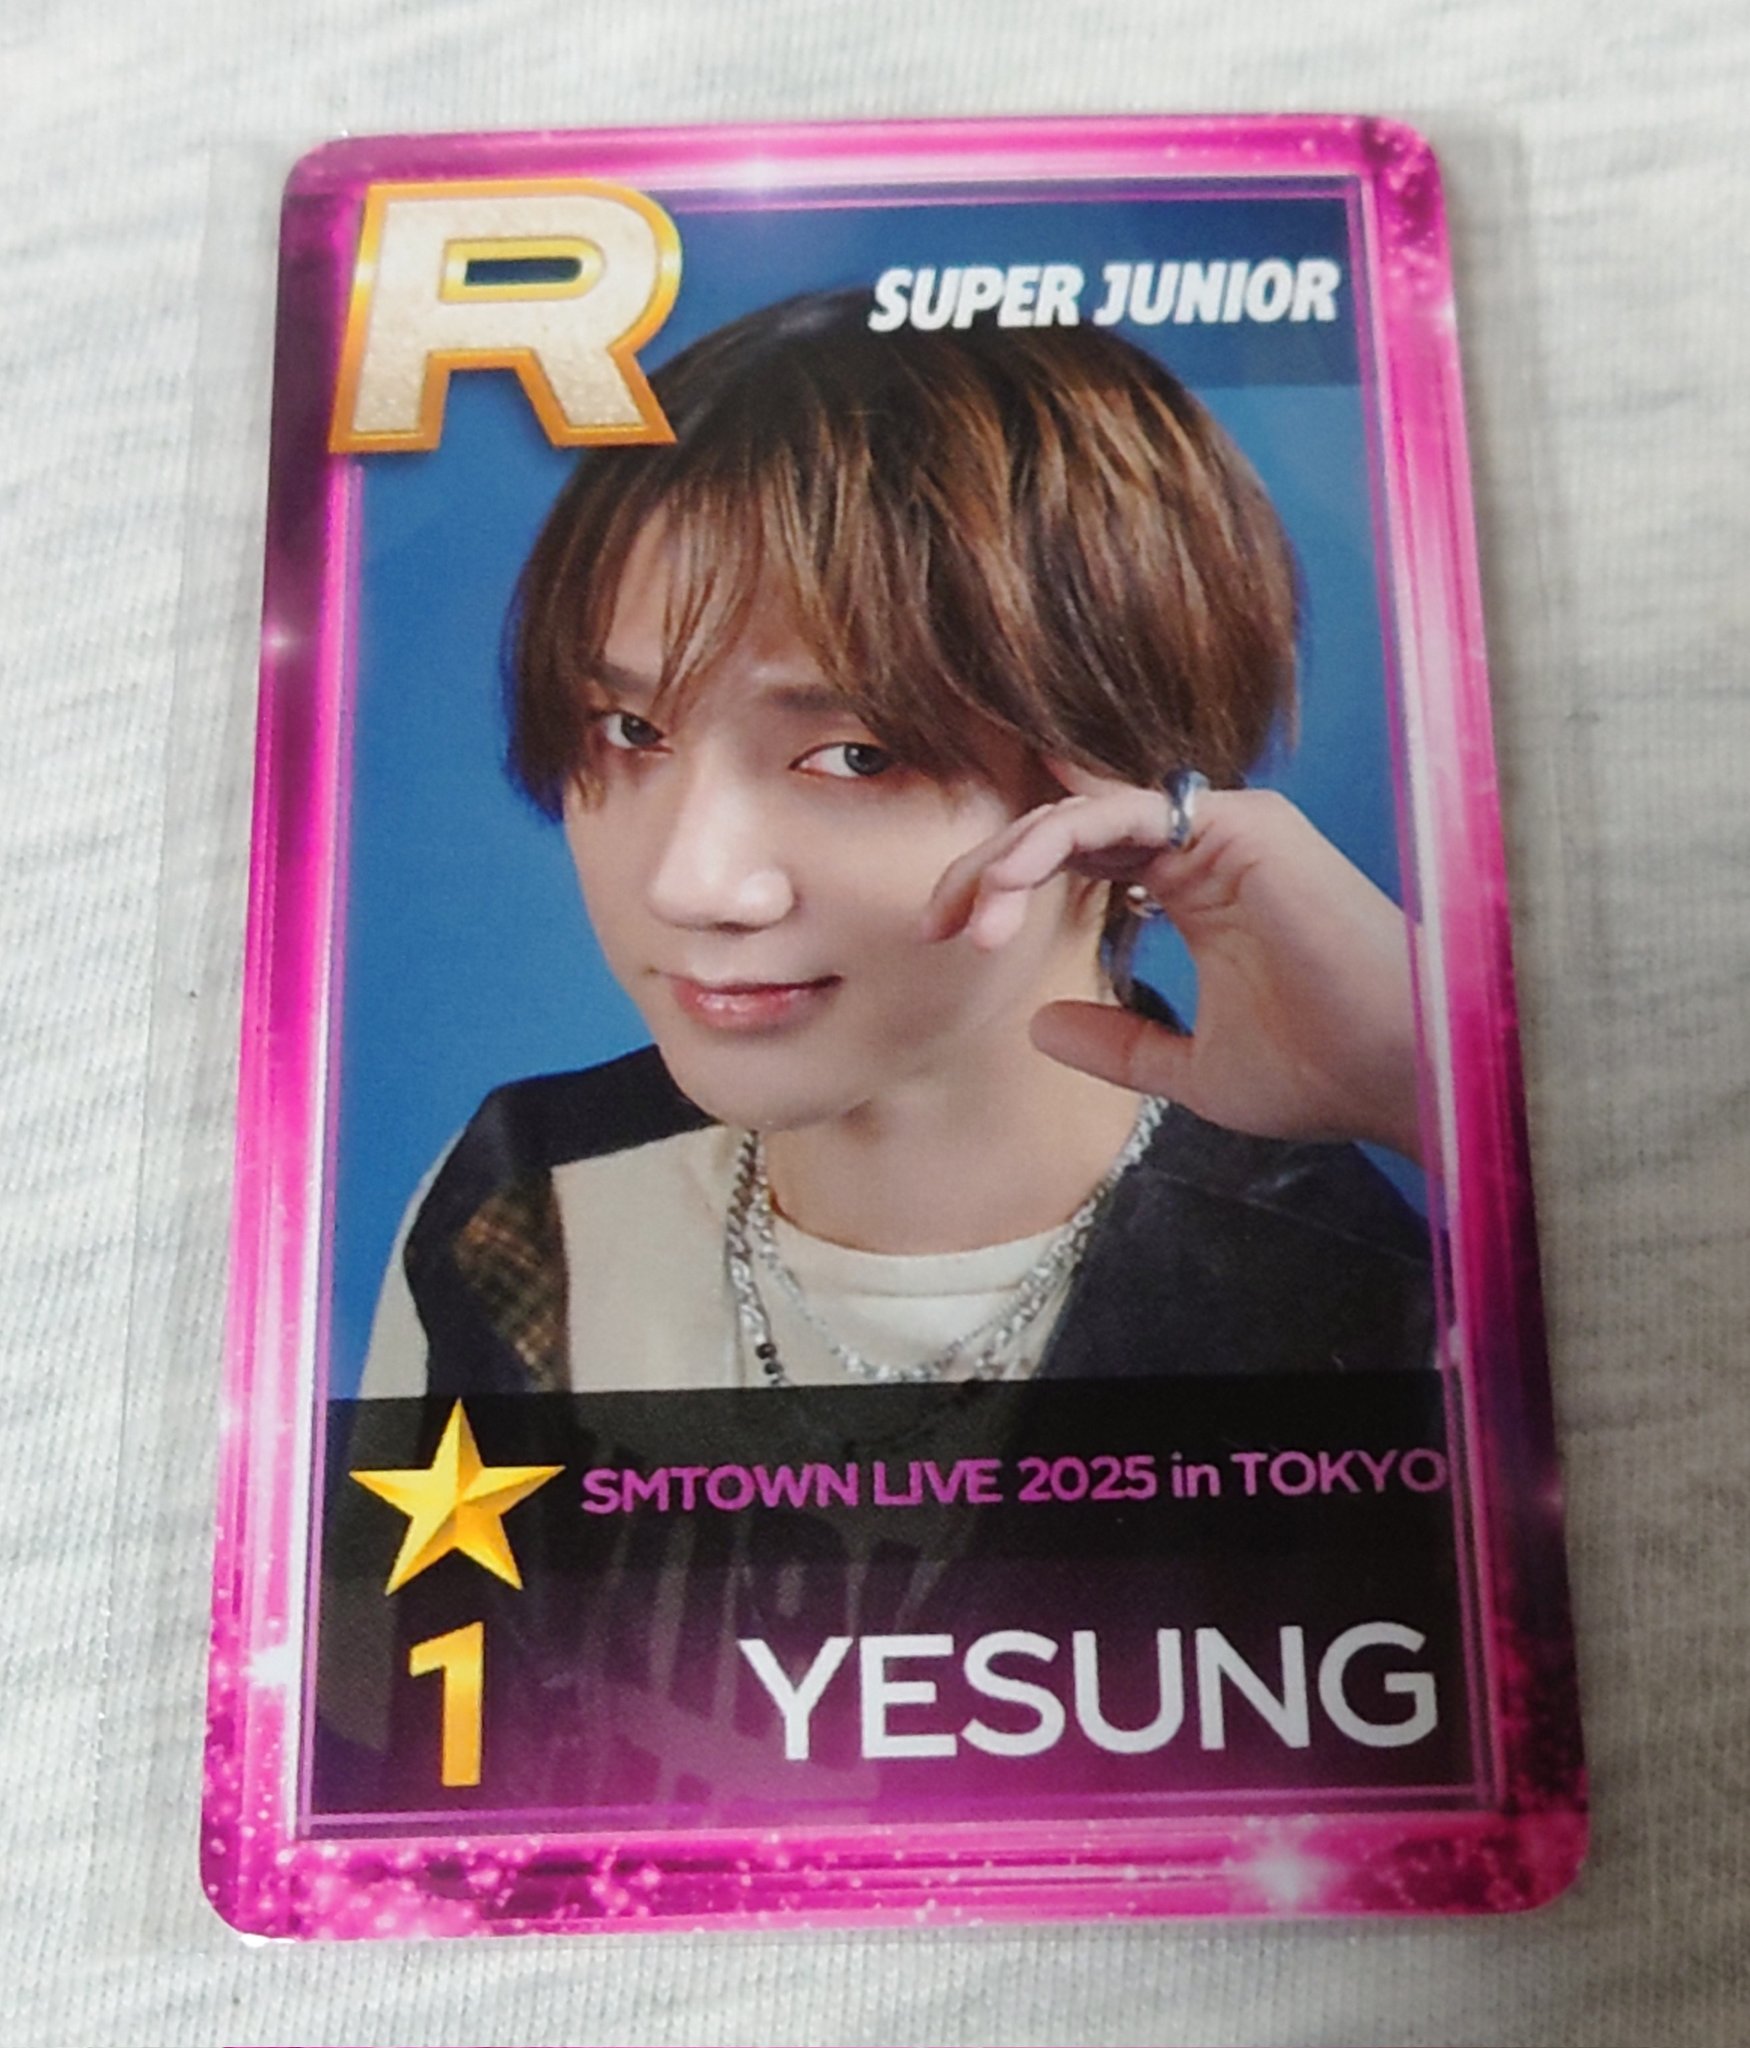 R
SUPER JUNIOR
SMTOWN LIVE 2025 in TOKYO
1
YESUNG